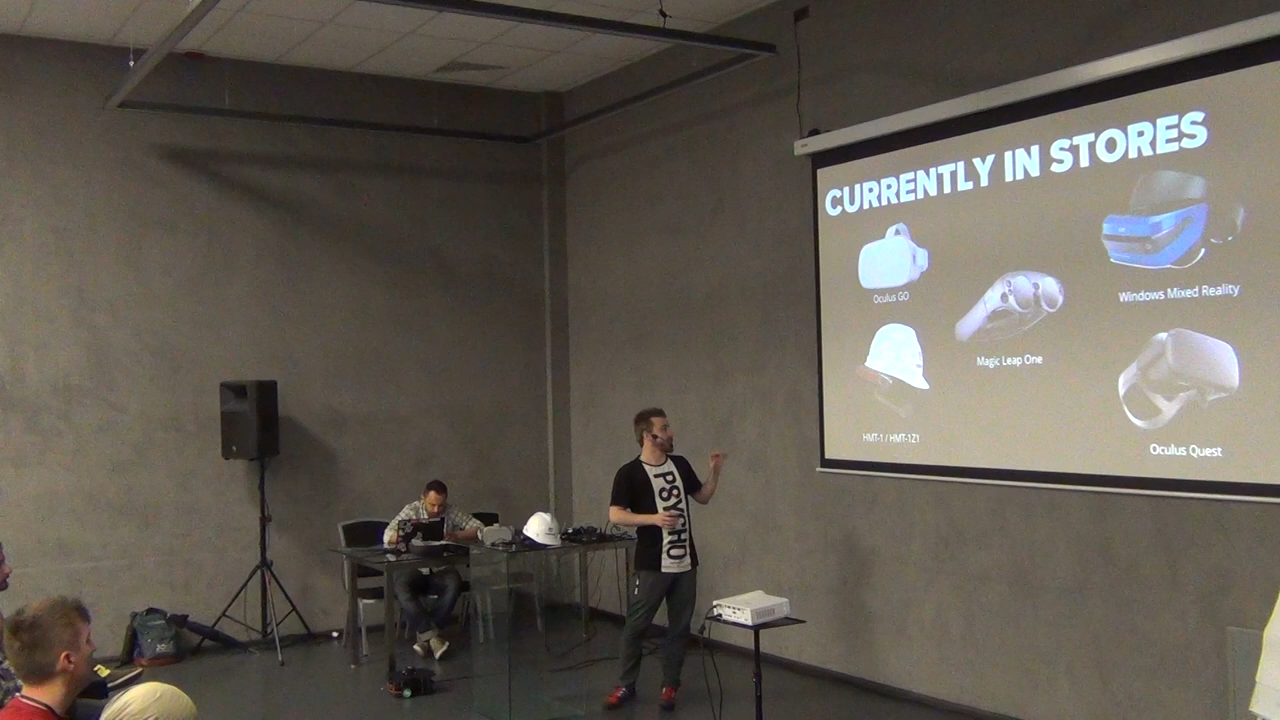 CURRENTLY IN STORES
Oculus GO
Windows Mixed Reality
Magic Leap One
HMT-1 / HMT-1Z1
Oculus Quest
PSYCHO